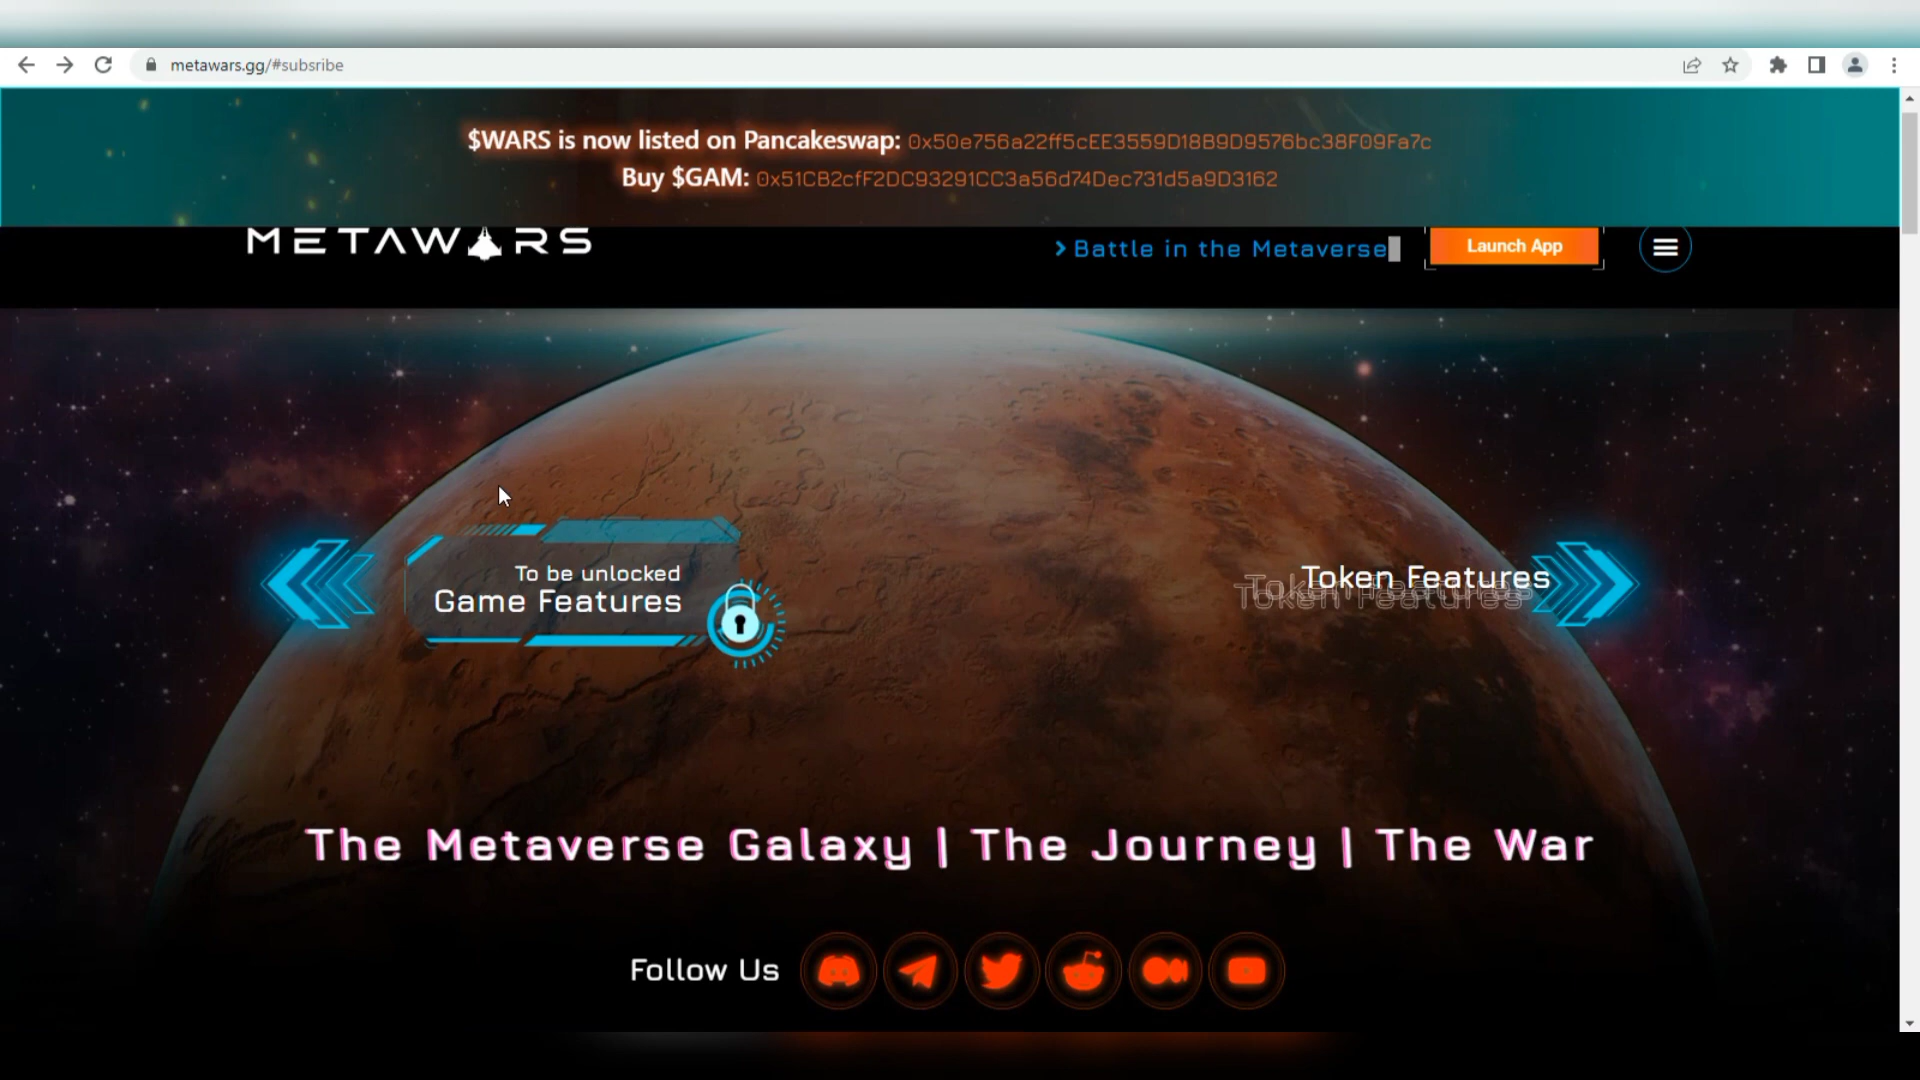 metawars.gg/#subsribe
$WARS is now listed on Pancakeswap: 0x50e756a22ff5cEE3559D18B9D9576bc38F09Fa7c
Buy $GAM: 0x51CB2cfF2DC93291CC3a56d74Dec731d5a9D3162
METAWARS
Battle in the Metaverse
Launch App
To be unlocked
Game Features
Token Features
The Metaverse Galaxy | The Journey | The War
Follow Us